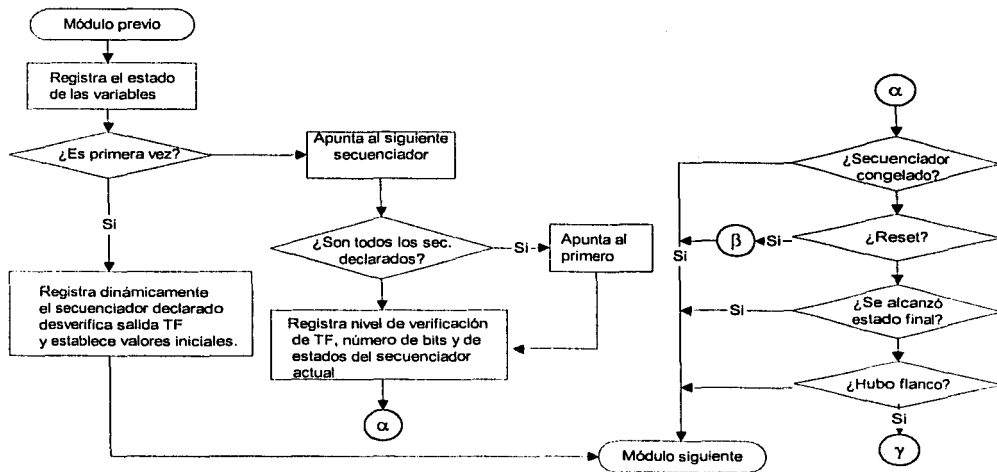 Módulo previo
Registra el estado
de las variables
¿Es primera vez?
Si
Registra dinámicamente
el secuenciador declarado
desverifica salida TF
y establece valores iniciales.
Apunta al siguiente
secuenciador
¿Son todos los sec.
declarados?
Si
Apunta al
primero
Registra nivel de verificación
de TF, número de bits y de
estados del secuenciador
actual
α
α
¿Secuenciador
congelado?
Si
¿Reset?
Si
β
¿Se alcanzó
estado final?
Si
¿Hubo flanco?
Si
γ
Módulo siguiente